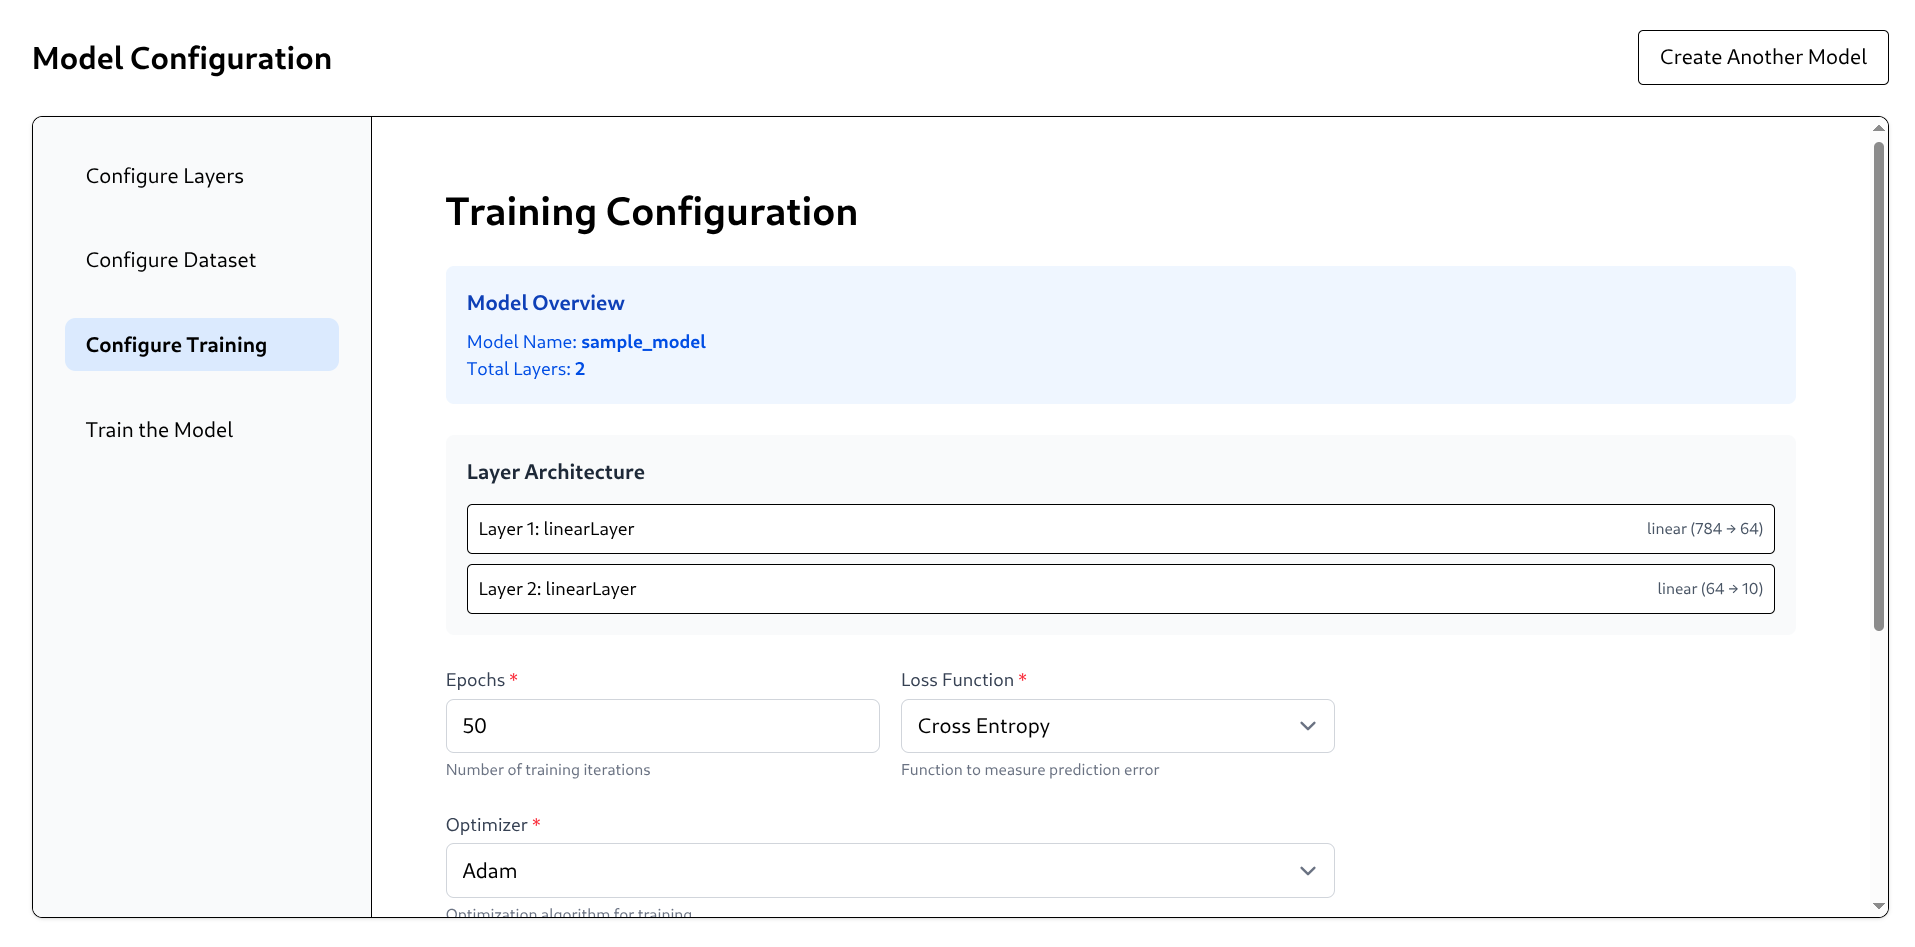 Model Configuration
Create Another Model
Configure Layers
Configure Dataset
Configure Training
Train the Model
Training Configuration
Model Overview
Model Name: sample_model
Total Layers: 2
Layer Architecture
Layer 1: linearLayer
linear (784 → 64)
Layer 2: linearLayer
linear (64 → 10)
Epochs *
Loss Function *
50
Cross Entropy
Number of training iterations
Function to measure prediction error
Optimizer *
Adam
Optimization algorithm for training